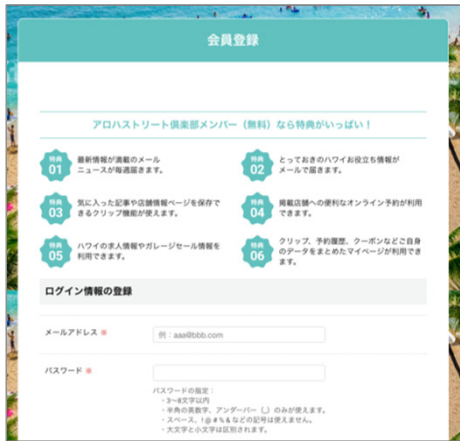 会員登録
アロハストリート倶楽部メンバー（無料）なら特典がいっぱい！
特典
01
最新情報が満載のメール
ニュースが毎週届きます。
特典
02
とっておきのハワイお役立ち情報が
メールで届きます。
特典
03
気に入った記事や店舗情報ページを保存で
きるクリップ機能が使えます。
特典
04
掲載店舗への便利なオンライン予約が利用
できます。
特典
05
ハワイの求人情報やガレージセール情報を
利用できます。
特典
06
クリップ、予約履歴、クーポンなどご自身
のデータをまとめたマイページが利用でき
ます。
ログイン情報の登録
メールアドレス ※
例：aaa@bbb.com
パスワード ※
パスワードの指定：
・3〜8文字以内
・半角の英数字、アンダーバー（_）のみが使えます。
・スペース、! @ # % & などの記号は使えません。
・大文字と小文字は区別されます。